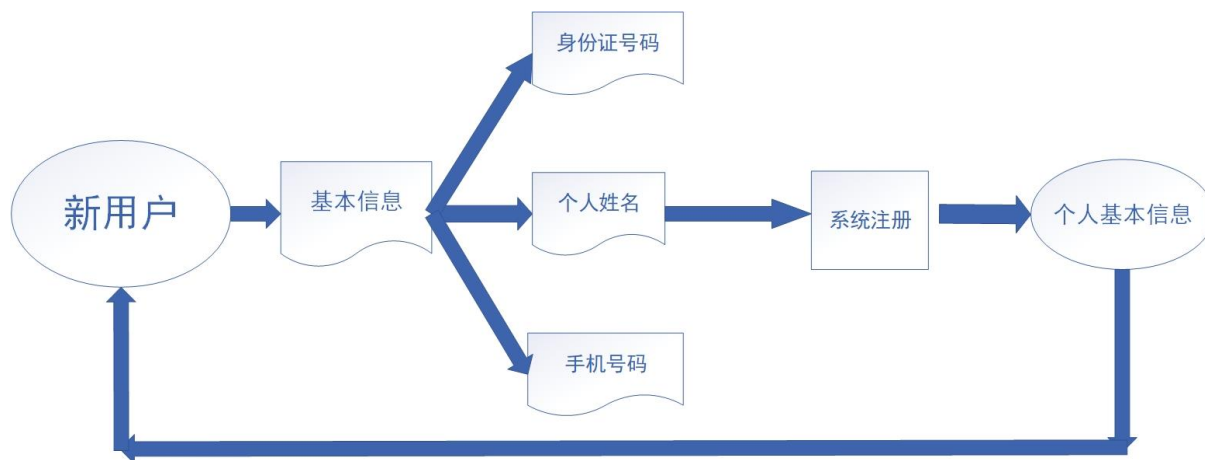 身份证号码
新用户
基本信息
个人姓名
系统注册
个人基本信息
手机号码